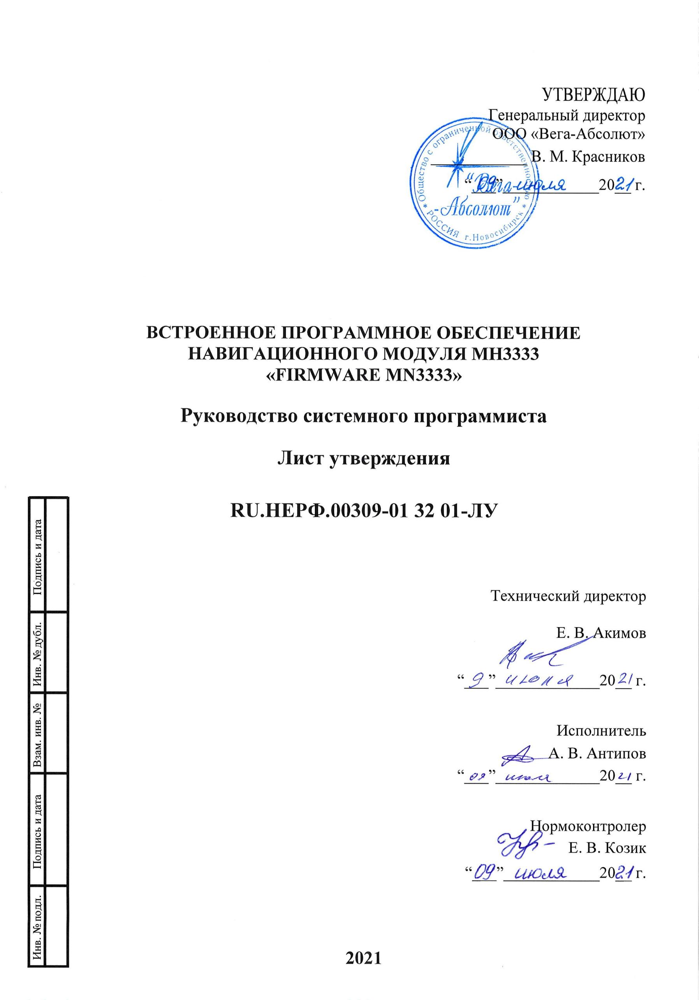 УТВЕРЖДАЮ
Генеральный директор
ООО «Вега-Абсолют»
В. М. Красников
“09” июля 2021 г.
Общество с ограниченной ответственностью
“Вега-
-Абсолют”
* РОССИЯ г.Новосибирск *
ВСТРОЕННОЕ ПРОГРАММНОЕ ОБЕСПЕЧЕНИЕ
НАВИГАЦИОННОГО МОДУЛЯ МН3333
«FIRMWARE MN3333»
Руководство системного программиста
Лист утверждения
RU.НЕРФ.00309-01 32 01-ЛУ
Технический директор
Е. В. Акимов
“9” июля 2021 г.
Исполнитель
А. В. Антипов
“09” июля 2021 г.
Нормоконтролер
Е. В. Козик
“09” июля 2021 г.
Подпись и дата
Инв. № дубл.
Взам. инв. №
Подпись и дата
Инв. № подл.
2021